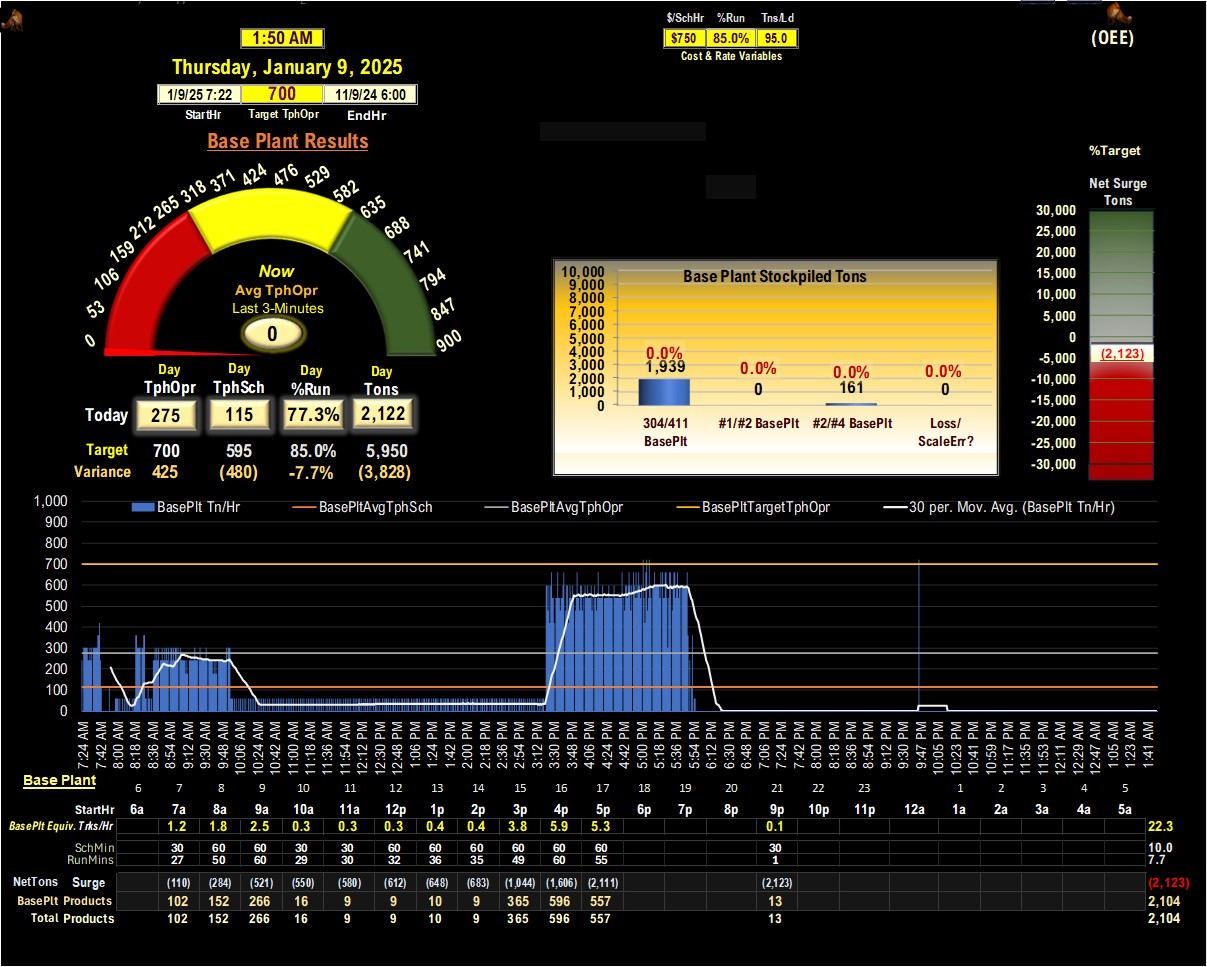 $/SchHr %Run Tns/Ld
1:50 AM $750 85.0% 95.0 (OEE)
Cost & Rate Variables
Thursday, January 9, 2025
1/9/25 7:22 700 11/9/24 6:00
StartHr Target TphOpr EndHr
Base Plant Results
%Target
Net Surge
Tons
0 53 106 159 212 265 318 371 424 476 529 582 635 688 741 794 847 900
Now
Avg TphOpr
Last 3-Minutes
0
Day Day Day Day
TphOpr TphSch %Run Tons
Today 275 115 77.3% 2,122
Target 700 595 85.0% 5,950
Variance 425 (480) -7.7% (3,828)
Base Plant Stockpiled Tons
10,000
9,000
8,000
7,000
6,000
5,000
4,000
3,000
2,000
1,000
0
0.0% 0.0% 0.0% 0.0%
1,939 0 161 0
304/411 #1/#2 BasePlt #2/#4 BasePlt Loss/
BasePlt ScaleErr?
30,000
25,000
20,000
15,000
10,000
5,000
0
-5,000
-10,000
-15,000
-20,000
-25,000
-30,000
(2,123)
BasePlt Tn/Hr BasePltAvgTphSch BasePltAvgTphOpr BasePltTargetTphOpr 30 per. Mov. Avg. (BasePlt Tn/Hr)
1,000
900
800
700
600
500
400
300
200
100
0
7:24 AM 7:42 AM 8:00 AM 8:18 AM 8:36 AM 8:54 AM 9:12 AM 9:30 AM 9:48 AM 10:06 AM 10:24 AM 10:42 AM 11:00 AM 11:18 AM 11:36 AM 11:54 AM 12:12 PM 12:30 PM 12:48 PM 1:06 PM 1:24 PM 1:42 PM 2:00 PM 2:18 PM 2:36 PM 2:54 PM 3:12 PM 3:30 PM 3:48 PM 4:06 PM 4:24 PM 4:42 PM 5:00 PM 5:18 PM 5:36 PM 5:54 PM 6:12 PM 6:30 PM 6:48 PM 7:06 PM 7:24 PM 7:42 PM 8:00 PM 8:18 PM 8:36 PM 8:53 PM 9:11 PM 9:29 PM 9:47 PM 10:05 PM 10:23 PM 10:41 PM 10:59 PM 11:17 PM 11:35 PM 11:53 PM 12:11 AM 12:29 AM 12:47 AM 1:05 AM 1:23 AM 1:41 AM
Base Plant
6 7 8 9 10 11 12 13 14 15 16 17 18 19 20 21 22 23 1 2 3 4 5
StartHr 6a 7a 8a 9a 10a 11a 12p 1p 2p 3p 4p 5p 6p 7p 8p 9p 10p 11p 12a 1a 2a 3a 4a 5a
BasePlt Equiv. Trks/Hr 1.2 1.8 2.5 0.3 0.3 0.3 0.4 0.4 3.8 5.9 5.3 0.1 22.3
SchMin 30 60 60 30 30 60 60 60 60 60 60 30 10.0
RunMins 27 50 60 29 30 32 36 35 49 60 55 1 7.7
NetTons Surge (110) (284) (521) (550) (580) (612) (648) (683) (1,044) (1,606) (2,111) (2,123) (2,123)
BasePlt Products 102 152 266 16 9 9 10 9 365 596 557 13 2,104
Total Products 102 152 266 16 9 9 10 9 365 596 557 13 2,104